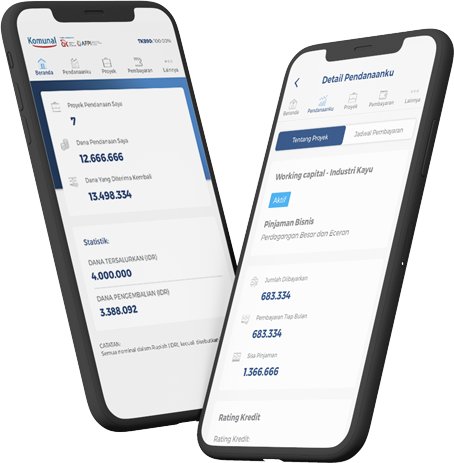 Komunal
AFPI
TKB90: 100.00%
Beranda
Pendanaanku
Proyek
Pembayaran
Lainnya
Proyek Pendanaan Saya
7
Dana Pendanaan Saya
12.666.666
Dana Yang Diterima Kembali
13.498.334
Statistik:
DANA TERSALURKAN (IDR)
4.000.000
DANA PENGEMBALIAN (IDR)
3.388.092
CATATAN:
Semua nominal dalam Rupiah (IDR), kecuali disebutkan
Detail Pendanaanku
Beranda
Pendanaanku
Proyek
Pembayaran
Lainnya
Tentang Proyek
Jadwal Pembayaran
Working capital - Industri Kayu
Aktif
Pinjaman Bisnis
Perdagangan Besar dan Eceran
Jumlah Dibayarkan
683.334
Pembayaran Tiap Bulan
683.334
Sisa Pinjaman
1.366.666
Rating Kredit
Rating Kredit: